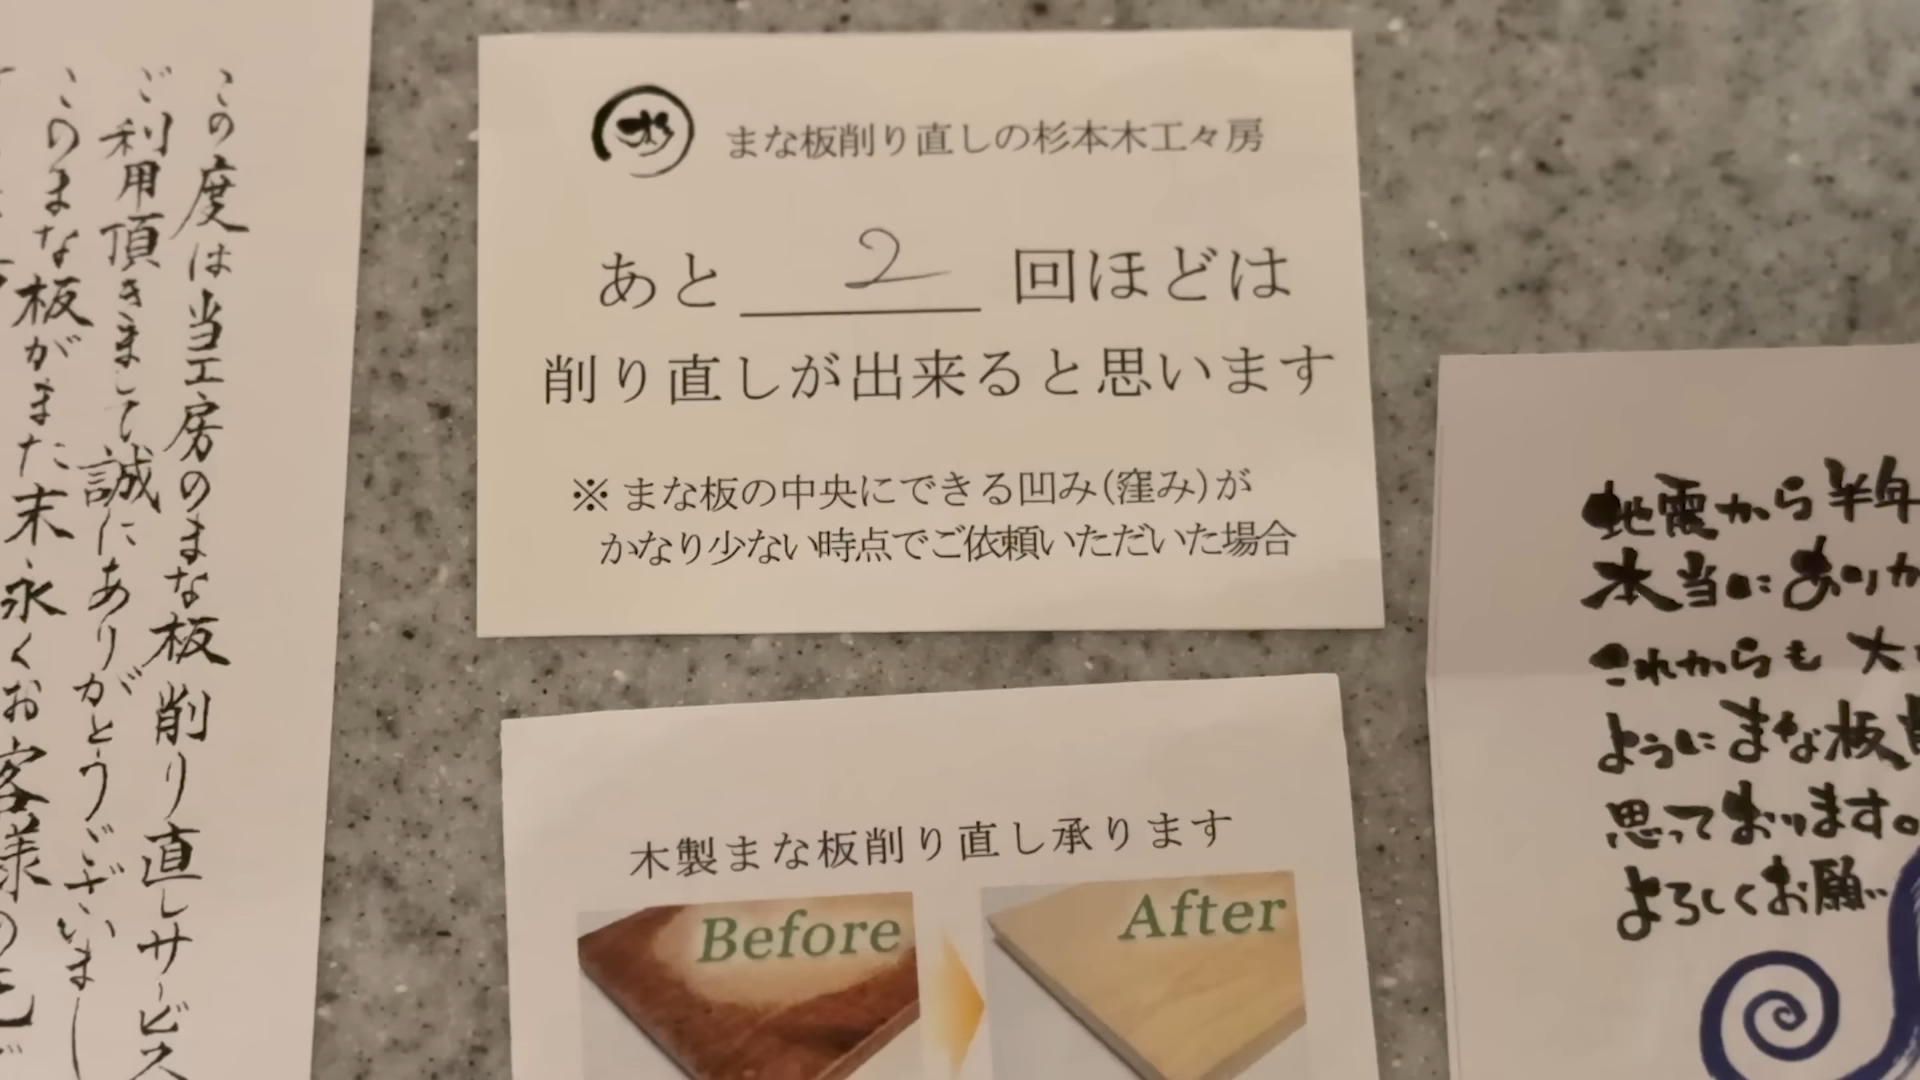 まな板削り直しの杉本木工々房
あと 2 回ほどは
削り直しが出来ると思います
※ まな板の中央にできる凹み(窪み)が
かなり少ない時点でご依頼いただいた場合
木製まな板削り直し承ります
Before
After
この度は当工房のまな板削り直しサービス
ご利用頂きまして誠にありがとうございまし
このまな板がまた末永くお客様の元
地震から半年
本当にありが
これからも大
ようにまな板
思っております。
よろしくお願い